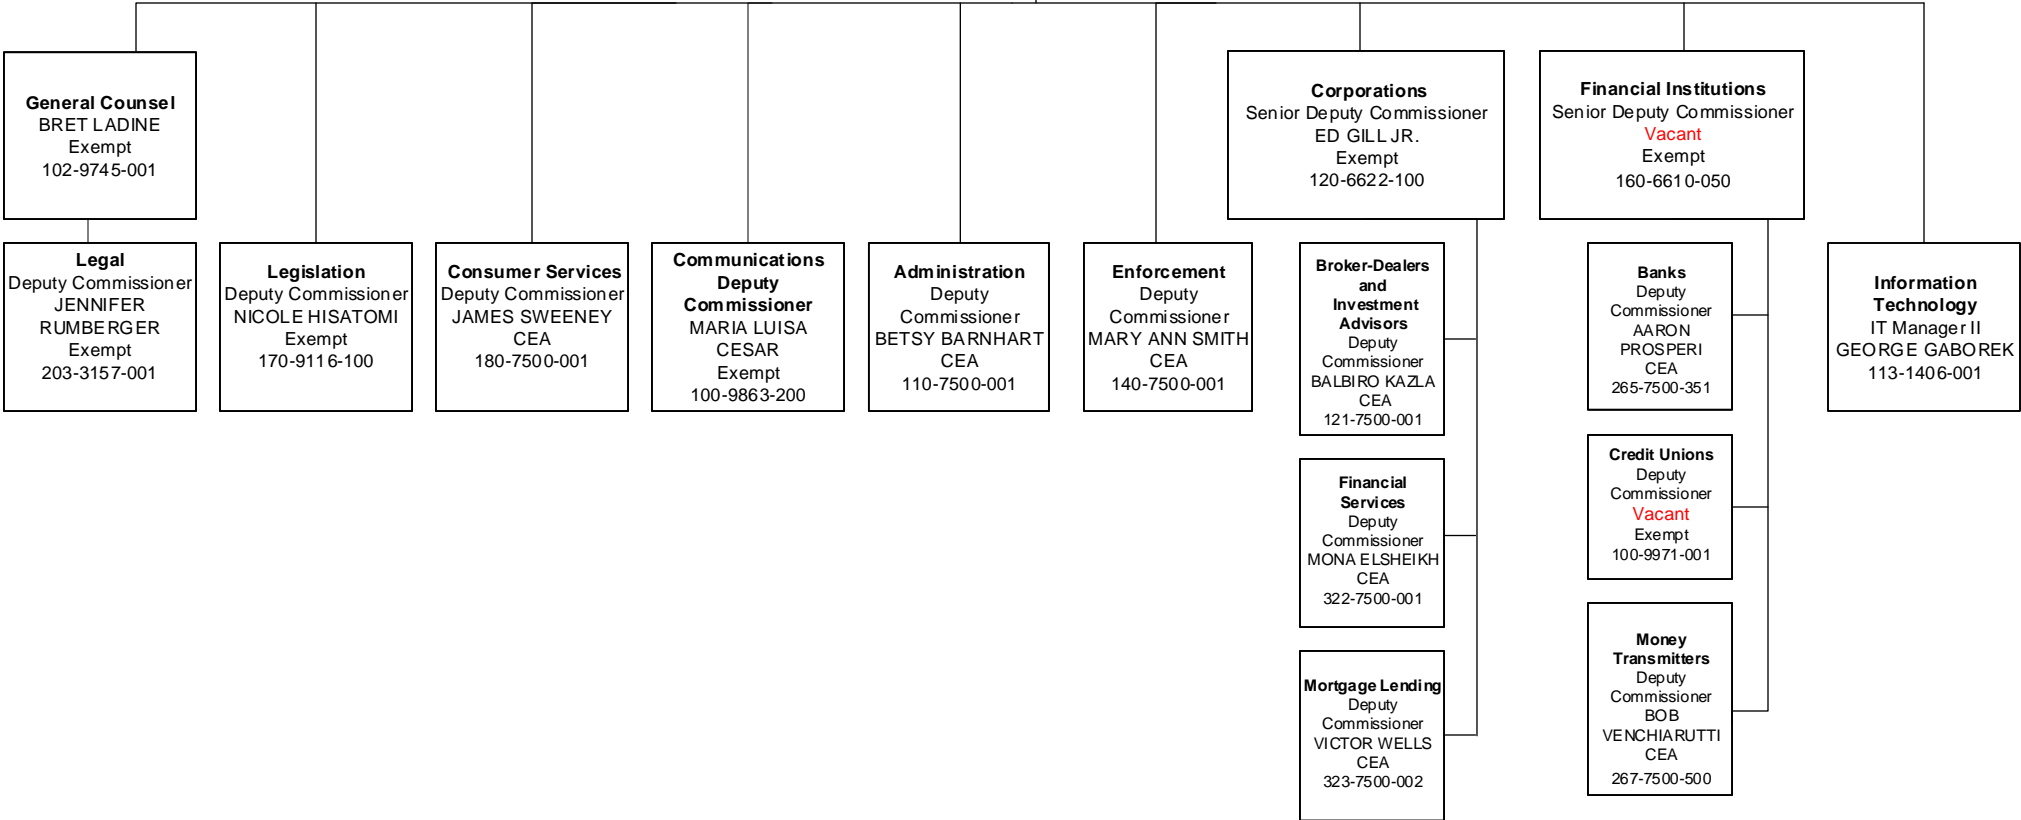 General Counsel
BRET LADINE
Exempt
102-9745-001
Corporations
Senior Deputy Commissioner
ED GILL JR.
Exempt
120-6622-100
Financial Institutions
Senior Deputy Commissioner
Vacant
Exempt
160-6610-050
Legal
Deputy Commissioner
JENNIFER
RUMBERGER
Exempt
203-3157-001
Legislation
Deputy Commissioner
NICOLE HISATOMI
Exempt
170-9116-100
Consumer Services
Deputy Commissioner
JAMES SWEENEY
CEA
180-7500-001
Communications
Deputy
Commissioner
MARIA LUISA
CESAR
Exempt
100-9863-200
Administration
Deputy
Commissioner
BETSY BARNHART
CEA
110-7500-001
Enforcement
Deputy
Commissioner
MARY ANN SMITH
CEA
140-7500-001
Broker-Dealers
and
Investment
Advisors
Deputy
Commissioner
BALBIRO KAZLA
CEA
121-7500-001
Banks
Deputy
Commissioner
AARON
PROSPERI
CEA
265-7500-351
Information
Technology
IT Manager II
GEORGE GABOREK
113-1406-001
Financial
Services
Deputy
Commissioner
MONA ELSHEIKH
CEA
322-7500-001
Credit Unions
Deputy
Commissioner
Vacant
Exempt
100-9971-001
Mortgage Lending
Deputy
Commissioner
VICTOR WELLS
CEA
323-7500-002
Money
Transmitters
Deputy
Commissioner
BOB
VENCHIARUTTI
CEA
267-7500-500